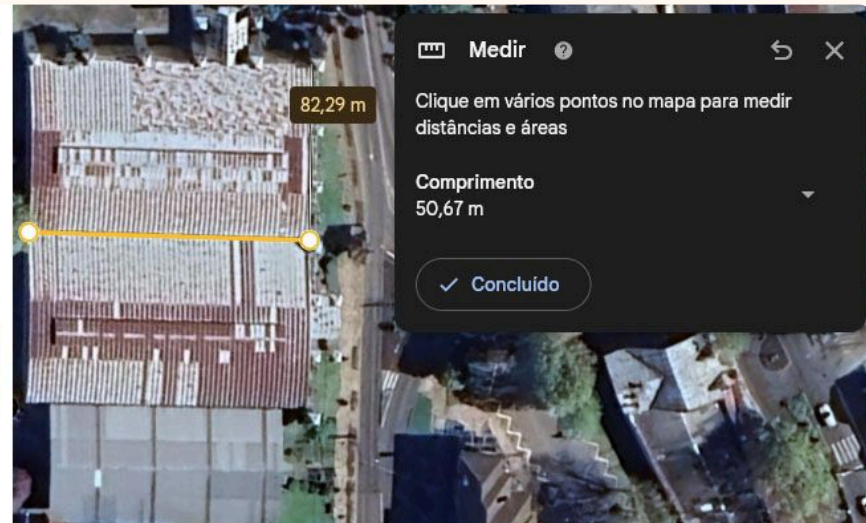 Medir
82,29 m
Clique em vários pontos no mapa para medir
distâncias e áreas
Comprimento
50,67 m
Concluído